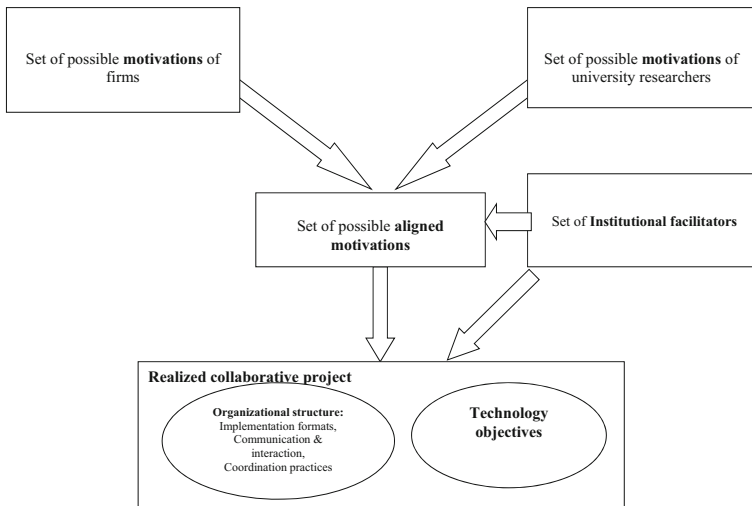 Set of possible motivations of
firms
Set of possible motivations of
university researchers
Set of possible aligned
motivations
Set of Institutional facilitators
Realized collaborative project
Organizational structure:
Implementation formats,
Communication &
interaction,
Coordination practices
Technology
objectives